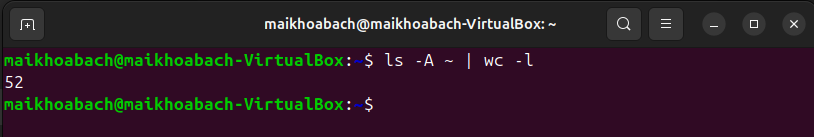 maikhoabach@maikhoabach-VirtualBox: ~
maikhoabach@maikhoabach-VirtualBox:~$ ls -A ~ | wc -l
52
maikhoabach@maikhoabach-VirtualBox:~$